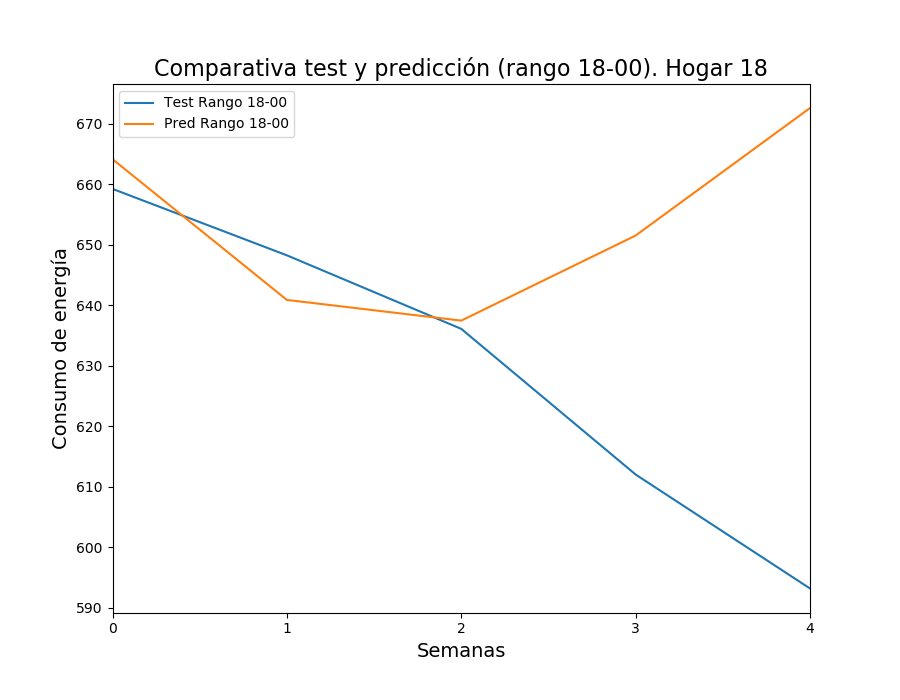 Comparativa test y predicción (rango 18-00). Hogar 18
Test Rango 18-00
Pred Rango 18-00
Consumo de energía
670
660
650
640
630
620
610
600
590
0 1 2 3 4
Semanas